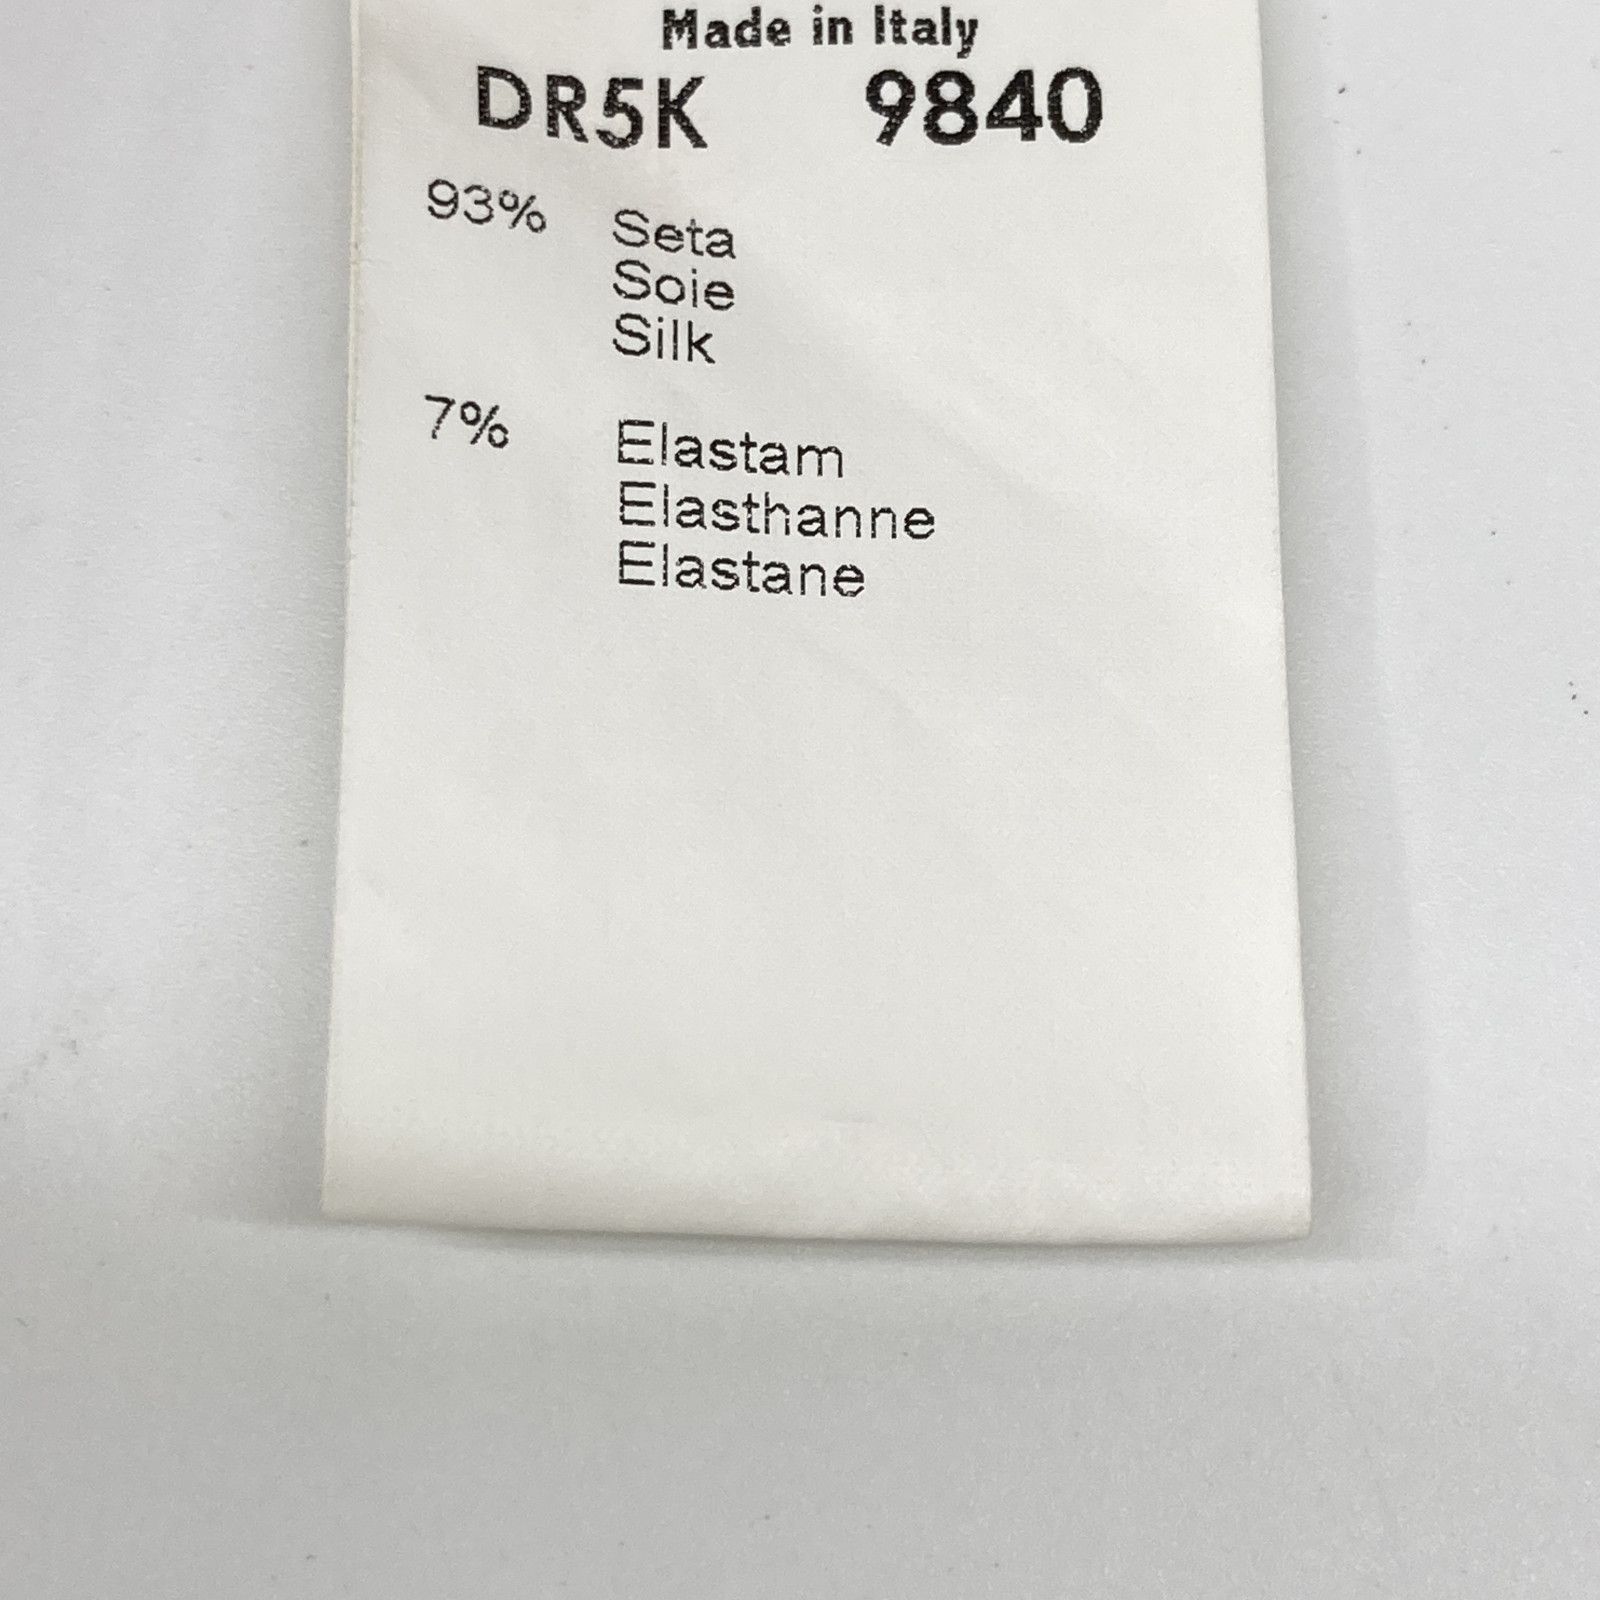 Made in Italy
DR5K 9840
93% Seta
Soie
Silk
7% Elastam
Elasthanne
Elastane